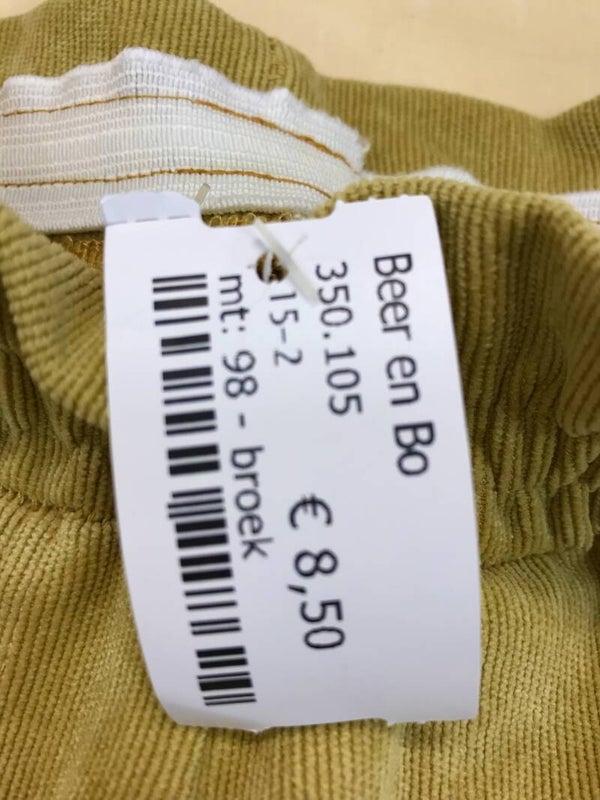 Beer en Bo
350.105
€ 8,50
15-2
mt: 98 - broek